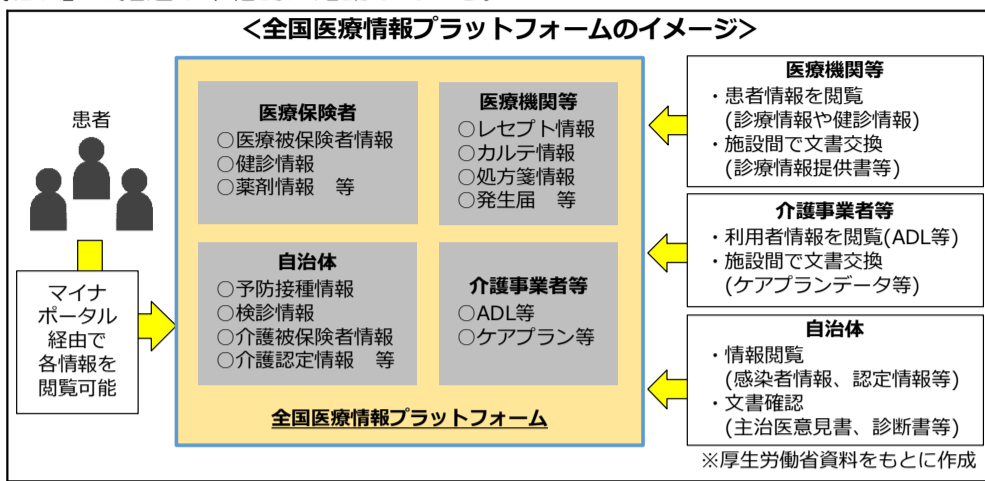 ＜全国医療情報プラットフォームのイメージ＞
患者
マイナ
ポータル
経由で
各情報を
閲覧可能
医療保険者
○医療被保険者情報
○健診情報
○薬剤情報　等
医療機関等
○レセプト情報
○カルテ情報
○処方箋情報
○発生届　等
自治体
○予防接種情報
○検診情報
○介護被保険者情報
○介護認定情報　等
介護事業者等
○ADL等
○ケアプラン等
全国医療情報プラットフォーム
医療機関等
・患者情報を閲覧
(診療情報や健診情報)
・施設間で文書交換
(診療情報提供書等)
介護事業者等
・利用者情報を閲覧(ADL等)
・施設間で文書交換
(ケアプランデータ等)
自治体
・情報閲覧
(感染者情報、認定情報等)
・文書確認
(主治医意見書、診断書等)
※厚生労働省資料をもとに作成